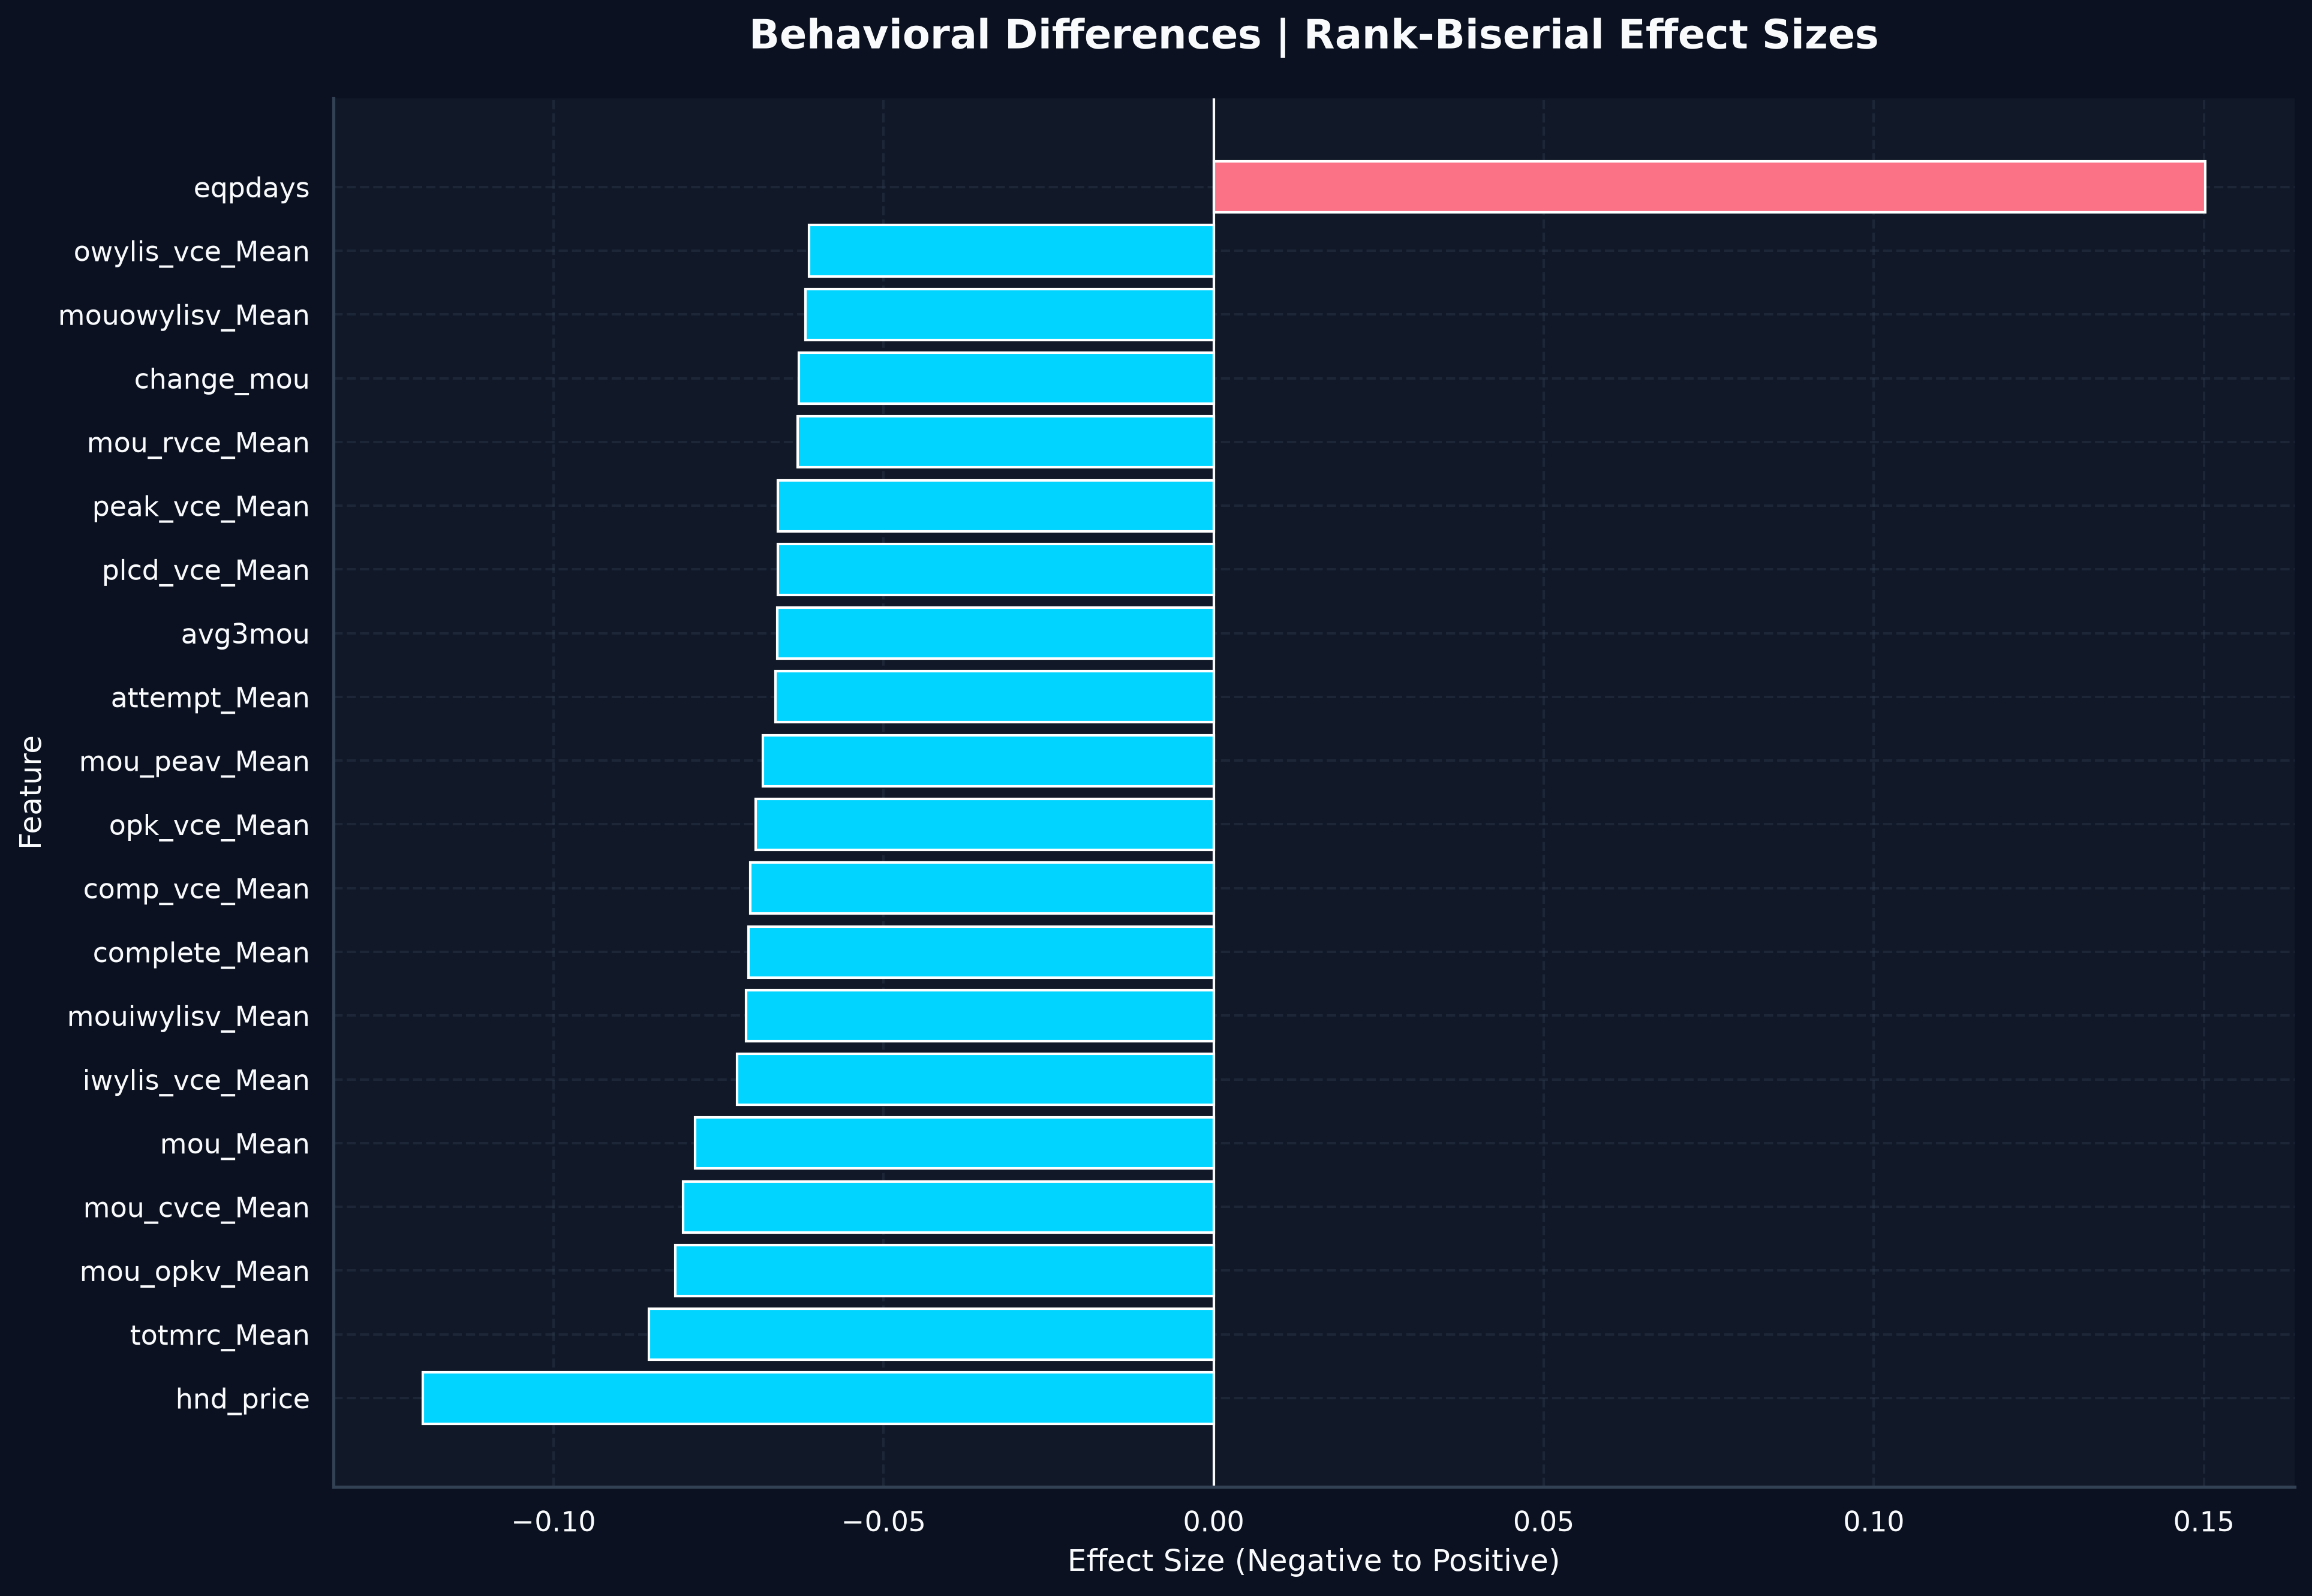 Behavioral Differences | Rank-Biserial Effect Sizes
Feature
eqpdays
owylis_vce_Mean
mouowylisv_Mean
change_mou
mou_rvce_Mean
peak_vce_Mean
plcd_vce_Mean
avg3mou
attempt_Mean
mou_peav_Mean
opk_vce_Mean
comp_vce_Mean
complete_Mean
mouiwylisv_Mean
iwylis_vce_Mean
mou_Mean
mou_cvce_Mean
mou_opkv_Mean
totmrc_Mean
hnd_price
−0.10 −0.05 0.00 0.05 0.10 0.15
Effect Size (Negative to Positive)